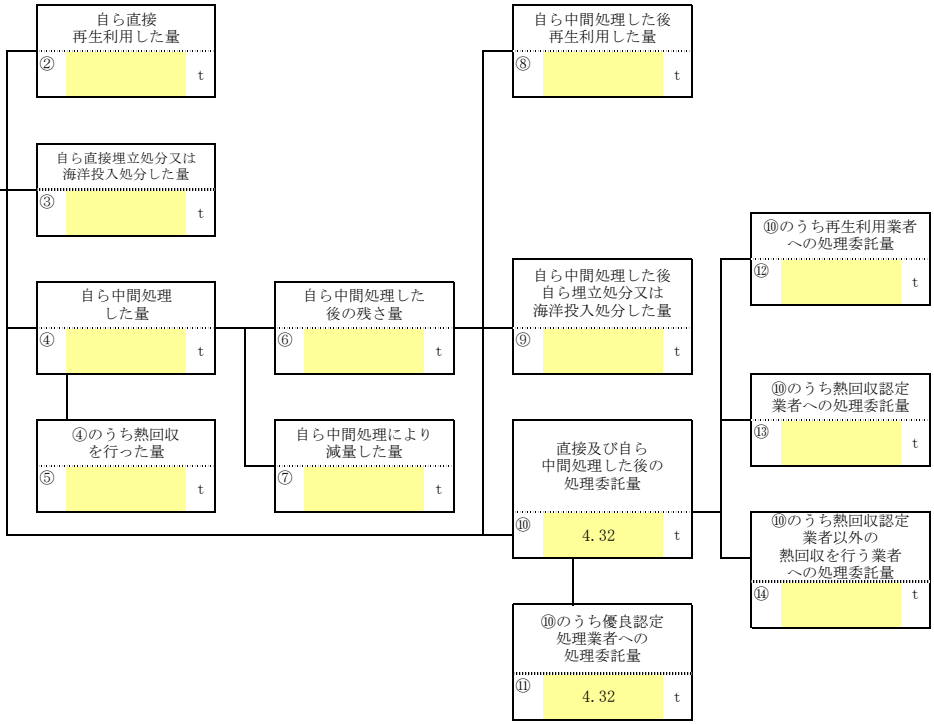 自ら直接
再生利用した量
②
t
自ら中間処理した後
再生利用した量
⑧
t
自ら直接埋立処分又は
海洋投入処分した量
③
t
⑩のうち再生利用業者
への処理委託量
⑫
t
自ら中間処理
した量
④
t
自ら中間処理した
後の残さ量
⑥
t
自ら中間処理した後
自ら埋立処分又は
海洋投入処分した量
⑨
t
⑩のうち熱回収認定
業者への処理委託量
⑬
t
④のうち熱回収
を行った量
⑤
t
自ら中間処理により
減量した量
⑦
t
直接及び自ら
中間処理した後の
処理委託量
⑩ 4.32 t
⑩のうち熱回収認定
業者以外の
熱回収を行う業者
への処理委託量
⑭
t
⑩のうち優良認定
処理業者への
処理委託量
⑪ 4.32 t